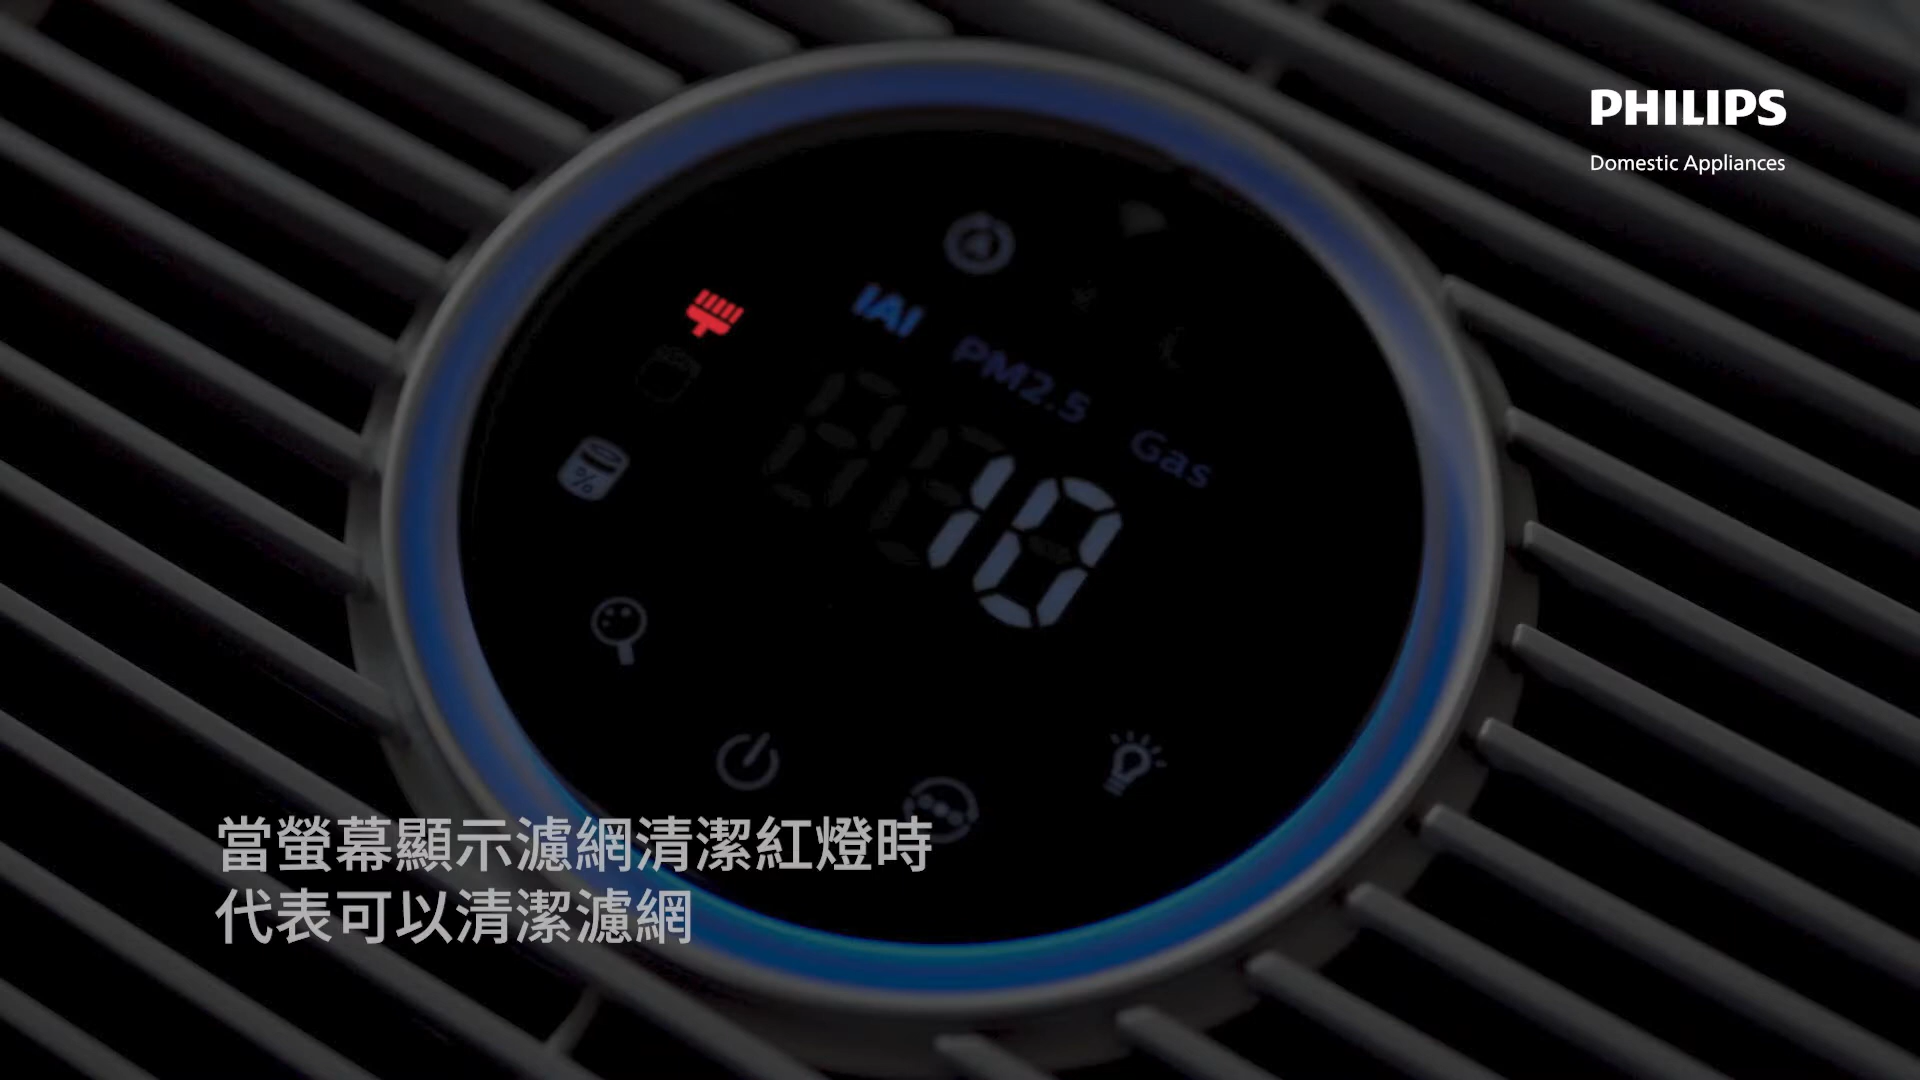 PHILIPS
Domestic Appliances
IAI
PM2.5
Gas
10
%
當螢幕顯示濾網清潔紅燈時
代表可以清潔濾網